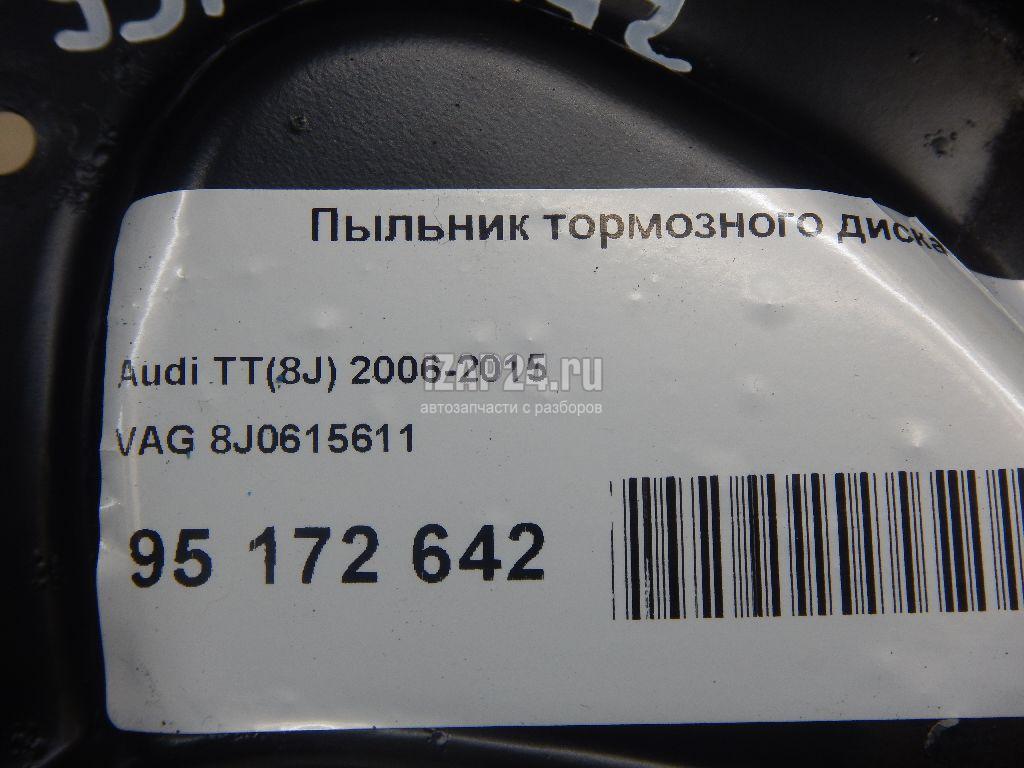 Пыльник тормозного диска
Audi TT(8J) 2006-2015
IZAP24.ru
автозапчасти с разборов
VAG 8J0615611
95 172 642